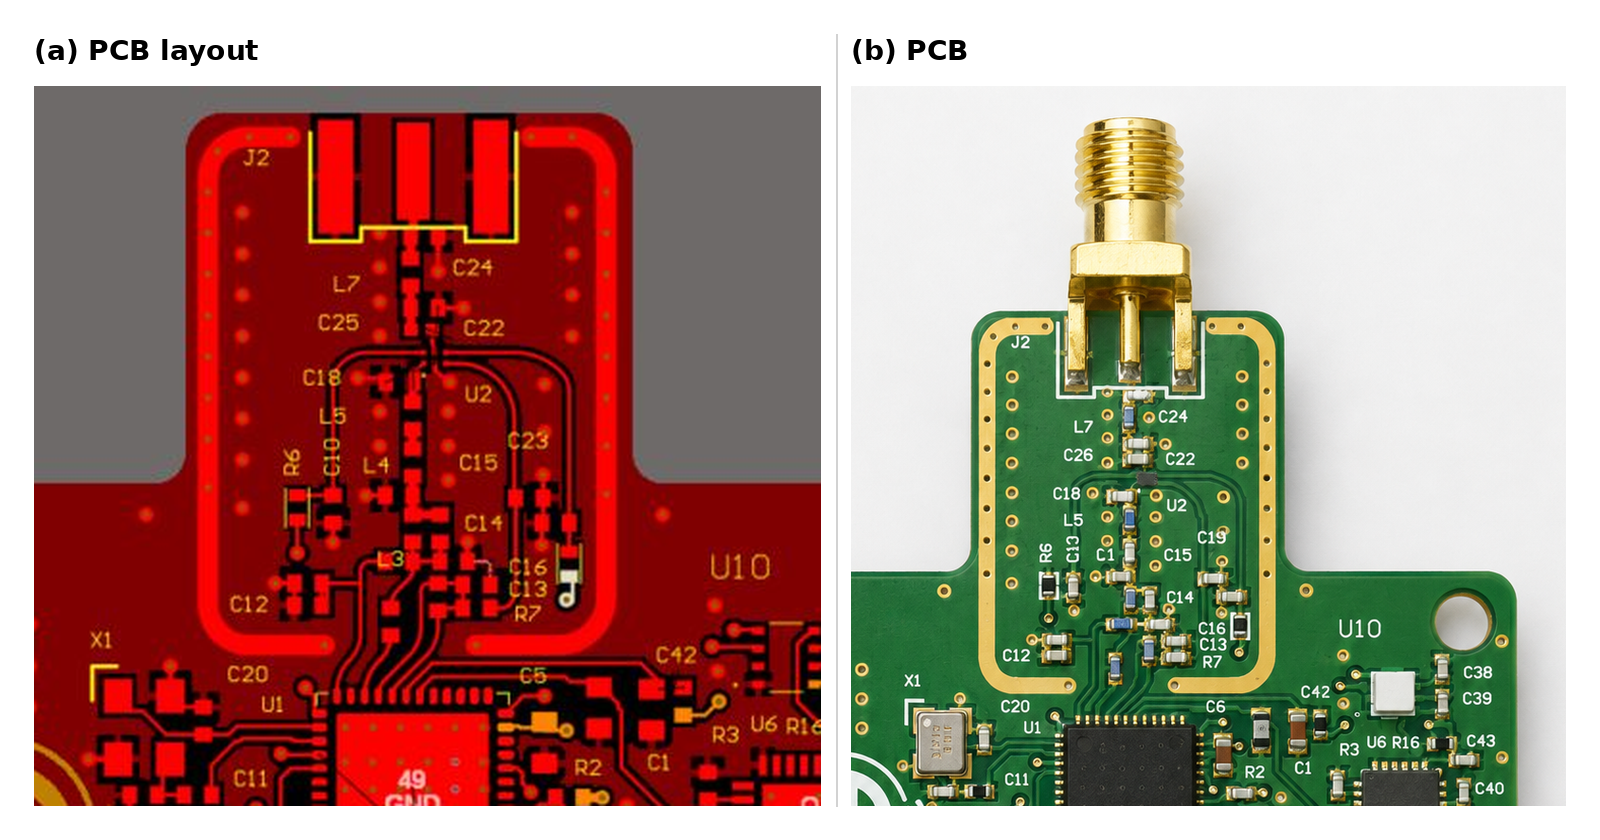 (a) PCB layout
J2
C24
L7
C25
C22
C18
U2
L5
C23
R6
C10
L4
C15
C14
L3
C16
C13
R7
C12
U10
X1
C20
C42
C5
U1
R3
U6 R16
C11
R2
C1
49
GND
(b) PCB
J2
C24
L7
C26
C22
C18
U2
L5
C19
R6
C13
C1
C15
C14
C16
C13
R7
C12
U10
X1
C20
C42
C38
C39
U1
C6
R3
U6 R16
C43
C11
R2
C1
C40